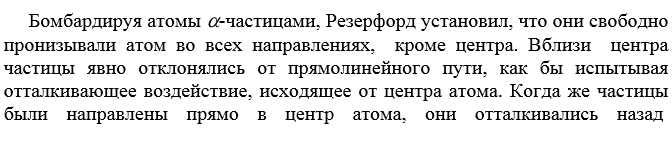 Бомбардируя атомы α-частицами, Резерфорд установил, что они свободно
пронизывали атом во всех направлениях, кроме центра. Вблизи центра
частицы явно отклонялись от прямолинейного пути, как бы испытывая
отталкивающее воздействие, исходящее от центра атома. Когда же частицы
были направлены прямо в центр атома, они отталкивались назад